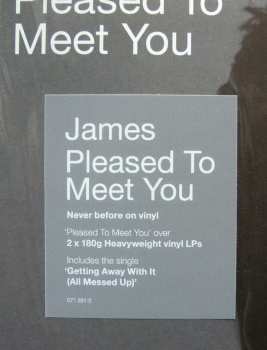 Pleased To
Meet You
James
Pleased To
Meet You
Never before on vinyl
'Pleased To Meet You' over
2 x 180g Heavyweight vinyl LPs
Includes the single
'Getting Away With It
(All Messed Up)'